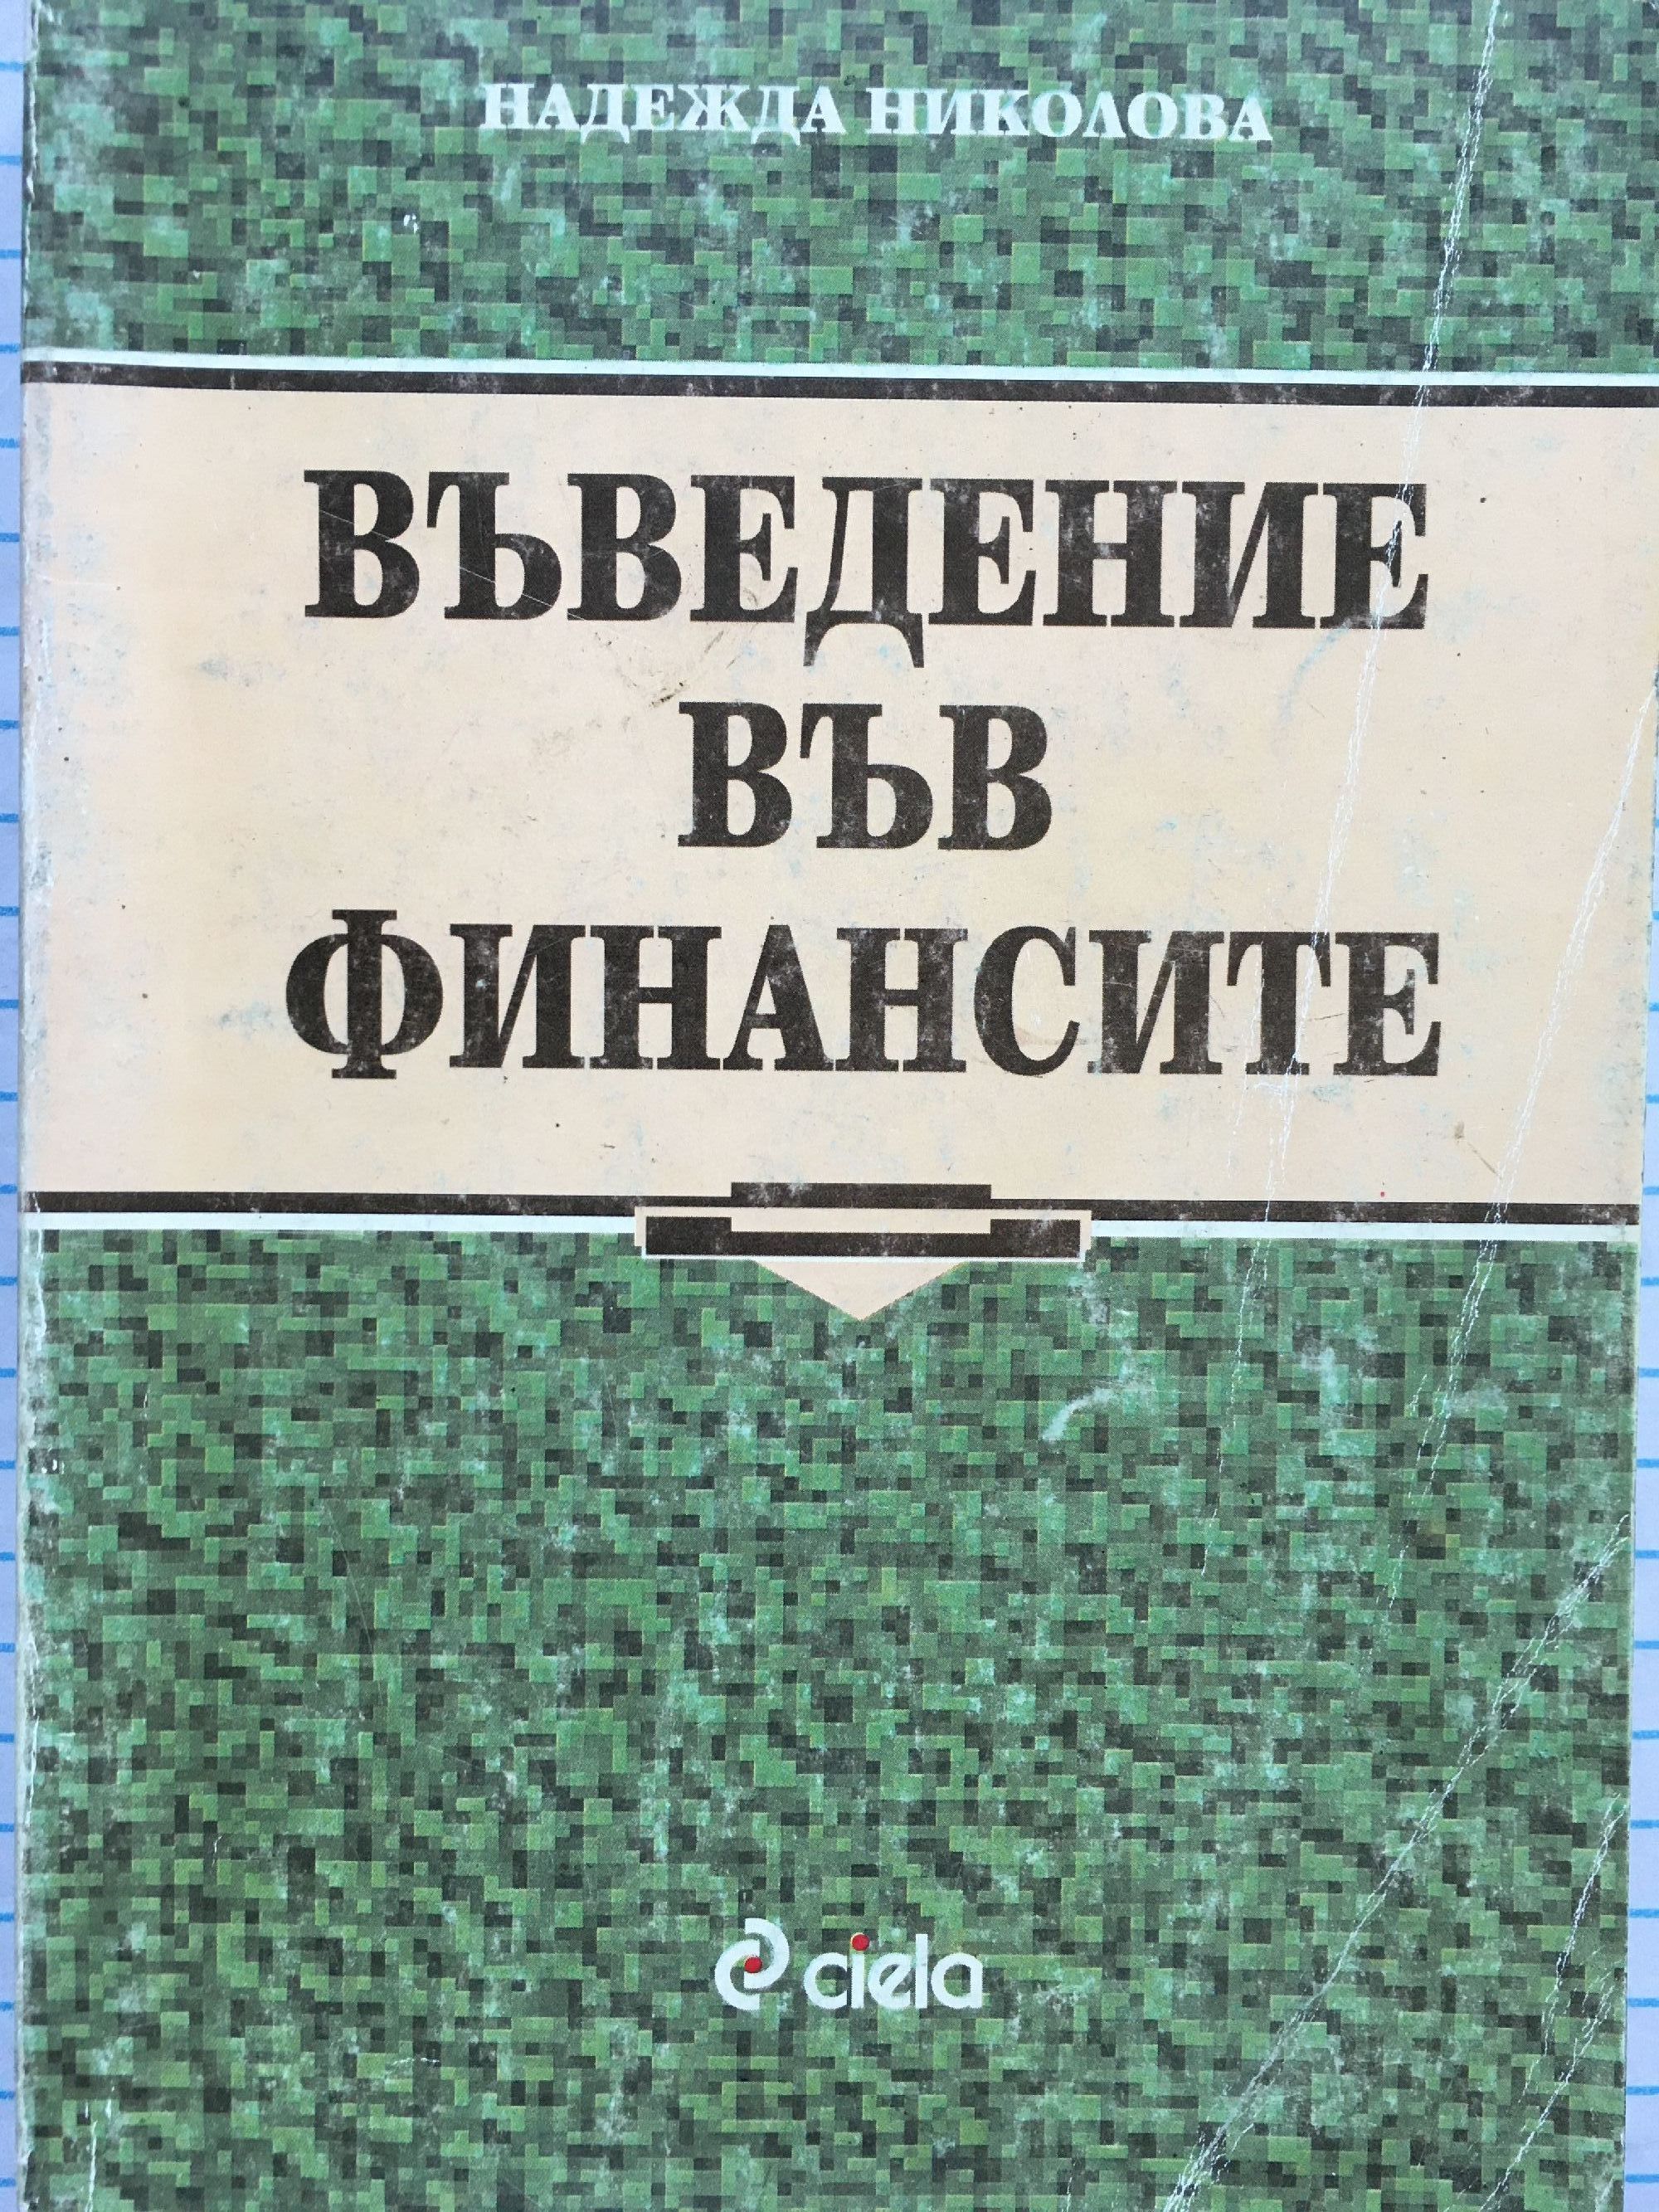 НАДЕЖДА НИКОЛОВА
ВЪВЕДЕНИЕ
ВЪВ
ФИНАНСИТЕ
ciela